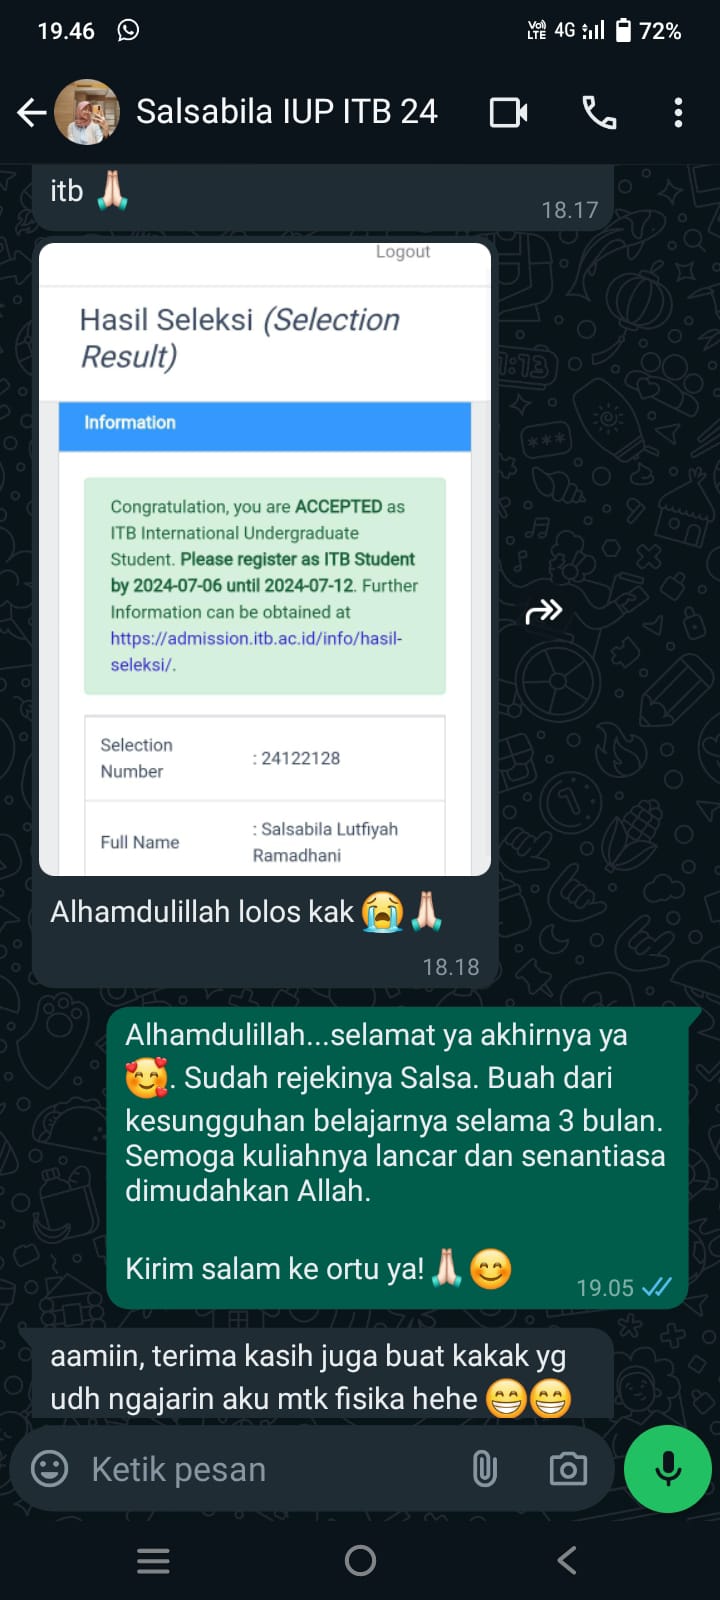 19.46
Vo) LTE 4G 72%
Salsabila IUP ITB 24
itb 🙏🏻
18.17
Logout
Hasil Seleksi (Selection
Result)
Information
Congratulation, you are ACCEPTED as
ITB International Undergraduate
Student. Please register as ITB Student
by 2024-07-06 until 2024-07-12. Further
Information can be obtained at
https://admission.itb.ac.id/info/hasil-
seleksi/.
Selection
Number
: 24122128
Full Name
: Salsabila Lutfiyah
Ramadhani
Alhamdulillah lolos kak 😭🙏🏻
18.18
Alhamdulillah...selamat ya akhirnya ya
🥰. Sudah rejekinya Salsa. Buah dari
kesungguhan belajarnya selama 3 bulan.
Semoga kuliahnya lancar dan senantiasa
dimudahkan Allah.
Kirim salam ke ortu ya! 🙏🏻😊
19.05
aamiin, terima kasih juga buat kakak yg
udh ngajarin aku mtk fisika hehe 😁😁
Ketik pesan